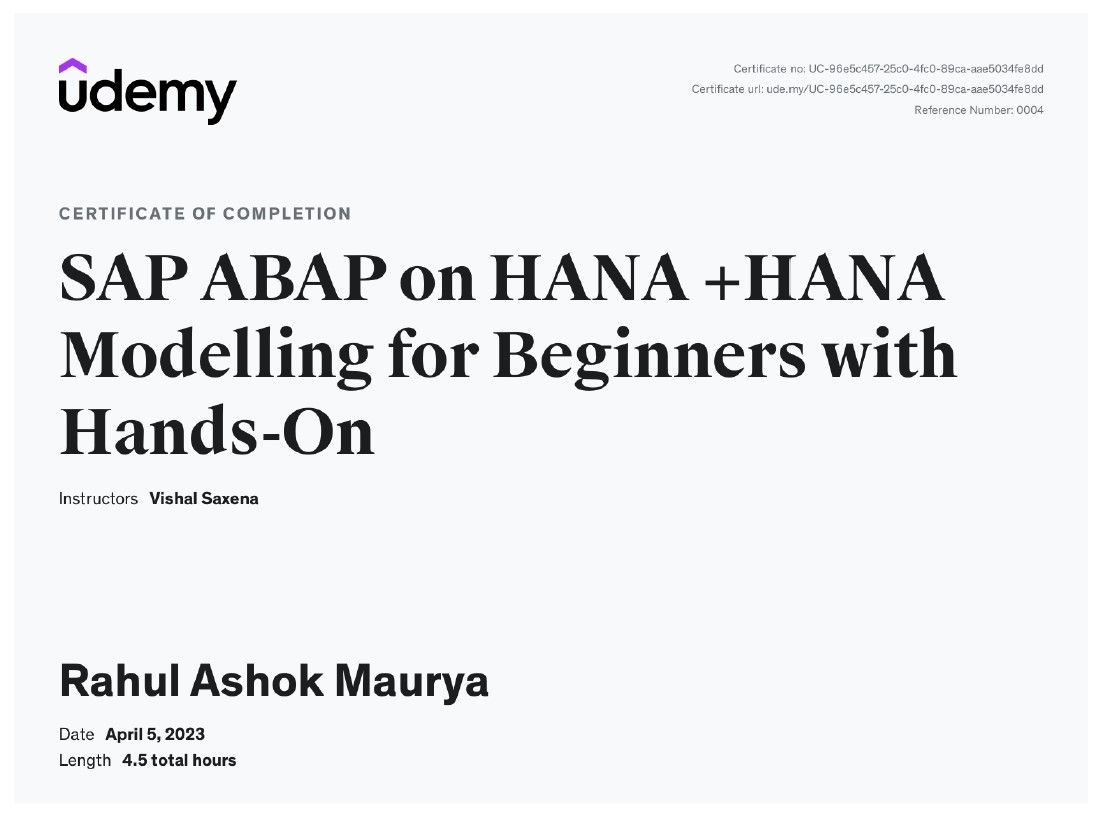 udemy
Certificate no: UC-96e5c457-25c0-4fc0-89ca-aae5034fe8dd
Certificate url: ude.my/UC-96e5c457-25c0-4fc0-89ca-aae5034fe8dd
Reference Number: 0004
CERTIFICATE OF COMPLETION
SAP ABAP on HANA +HANA
Modelling for Beginners with
Hands-On
Instructors Vishal Saxena
Rahul Ashok Maurya
Date April 5, 2023
Length 4.5 total hours